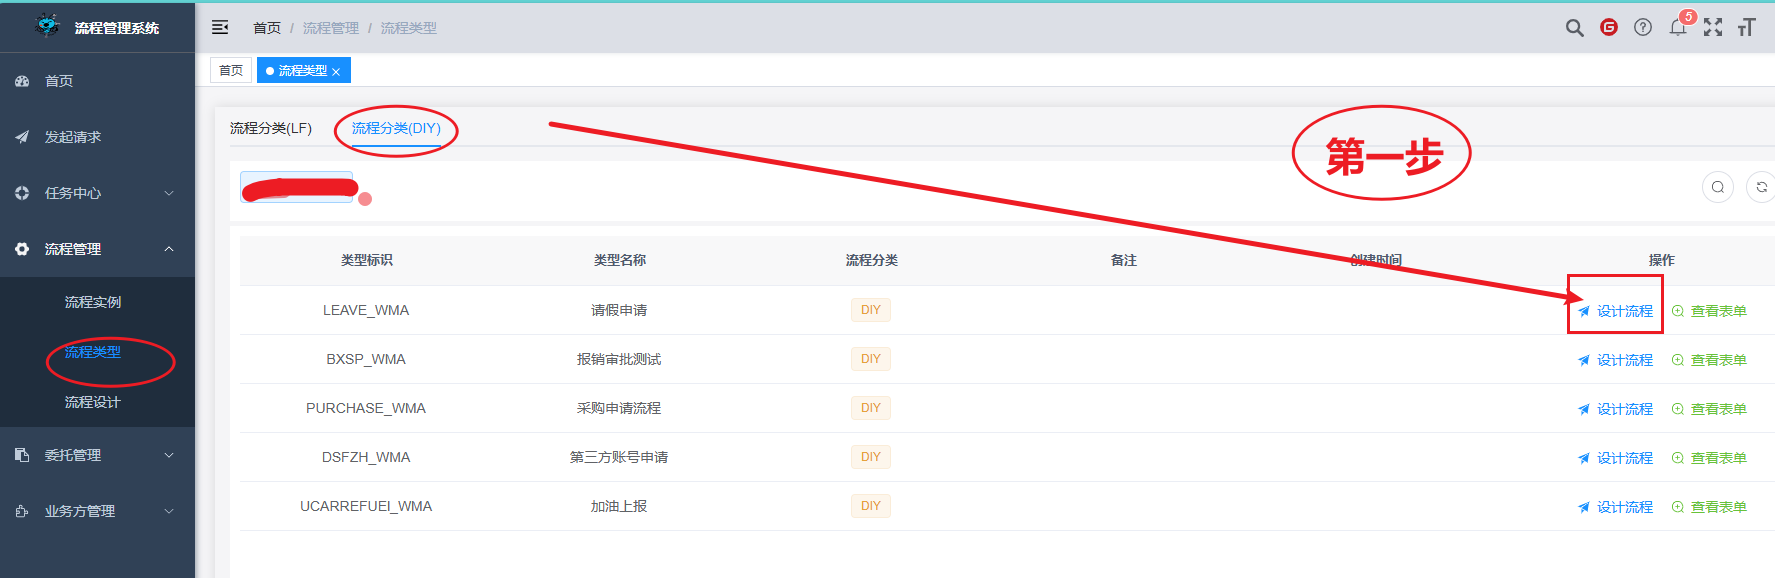 流程管理系统
首页 / 流程管理 / 流程类型
5
首页
流程类型
首页
发起请求
任务中心
流程管理
流程实例
流程类型
流程设计
委托管理
业务方管理
流程分类(LF)
流程分类(DIY)
第一步
类型标识 类型名称 流程分类 备注 创建时间 操作
LEAVE_WMA 请假申请 DIY 设计流程 查看表单
BXSP_WMA 报销审批测试 DIY 设计流程 查看表单
PURCHASE_WMA 采购申请流程 DIY 设计流程 查看表单
DSFZH_WMA 第三方账号申请 DIY 设计流程 查看表单
UCARREFUEl_WMA 加油上报 DIY 设计流程 查看表单